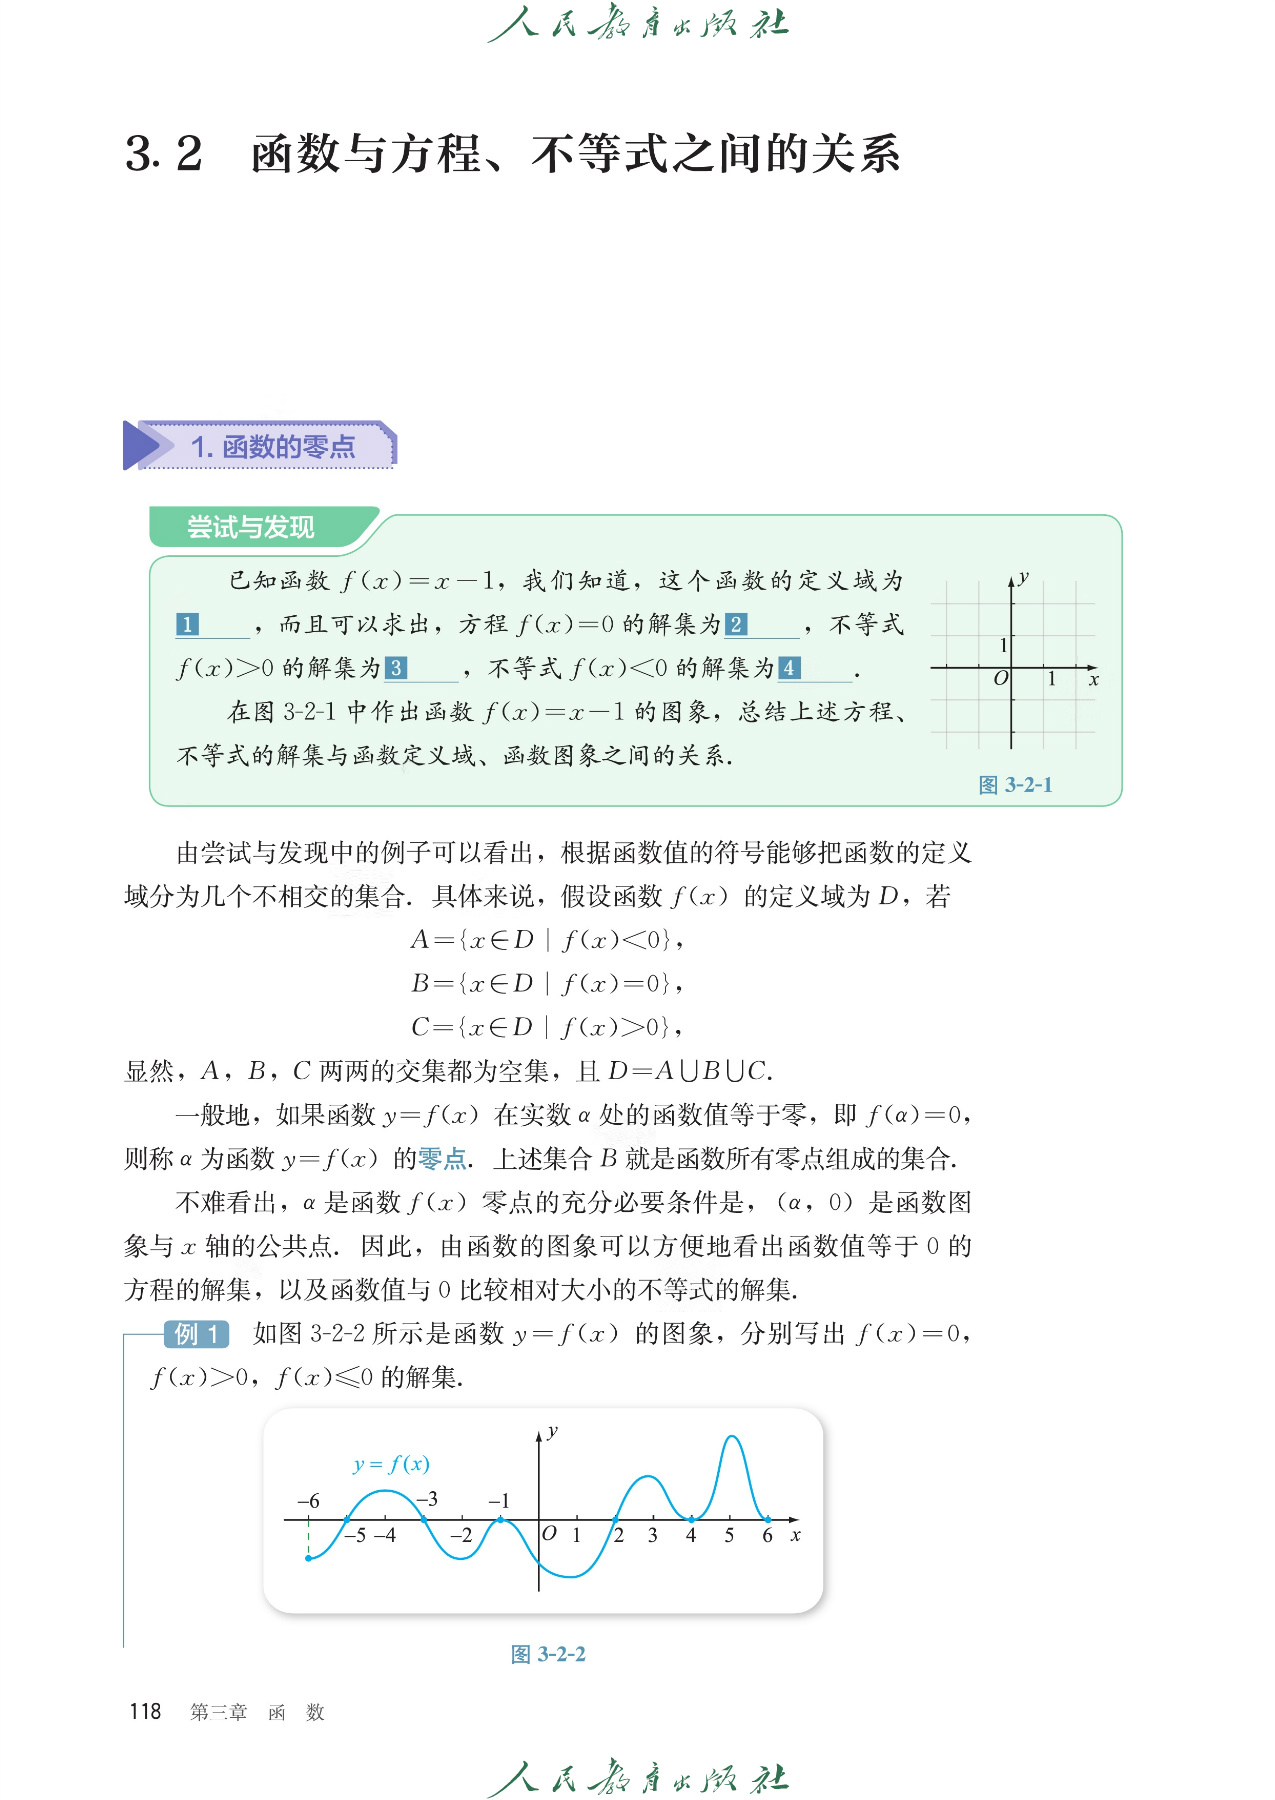 人民教育出版社
3.2 函数与方程、不等式之间的关系
1. 函数的零点
尝试与发现
已知函数 f(x)=x-1，我们知道，这个函数的定义域为
1____，而且可以求出，方程 f(x)=0 的解集为2____，不等式
f(x)>0 的解集为3____，不等式 f(x)<0 的解集为4____.
在图 3-2-1 中作出函数 f(x)=x-1 的图象，总结上述方程、
不等式的解集与函数定义域、函数图象之间的关系.
y
1
O 1 x
图 3-2-1
由尝试与发现中的例子可以看出，根据函数值的符号能够把函数的定义
域分为几个不相交的集合. 具体来说，假设函数 f(x) 的定义域为 D，若
A={x∈D | f(x)<0}，
B={x∈D | f(x)=0}，
C={x∈D | f(x)>0}，
显然，A，B，C 两两的交集都为空集，且 D=A∪B∪C.
一般地，如果函数 y=f(x) 在实数 α 处的函数值等于零，即 f(α)=0，
则称 α 为函数 y=f(x) 的零点. 上述集合 B 就是函数所有零点组成的集合.
不难看出，α 是函数 f(x) 零点的充分必要条件是，(α，0) 是函数图
象与 x 轴的公共点. 因此，由函数的图象可以方便地看出函数值等于 0 的
方程的解集，以及函数值与 0 比较相对大小的不等式的解集.
例 1 如图 3-2-2 所示是函数 y=f(x) 的图象，分别写出 f(x)=0，
f(x)>0，f(x)≤0 的解集.
y
y=f(x)
-6 -3 -1
-5 -4 -2 O 1 2 3 4 5 6 x
图 3-2-2
118 第三章 函 数
人民教育出版社